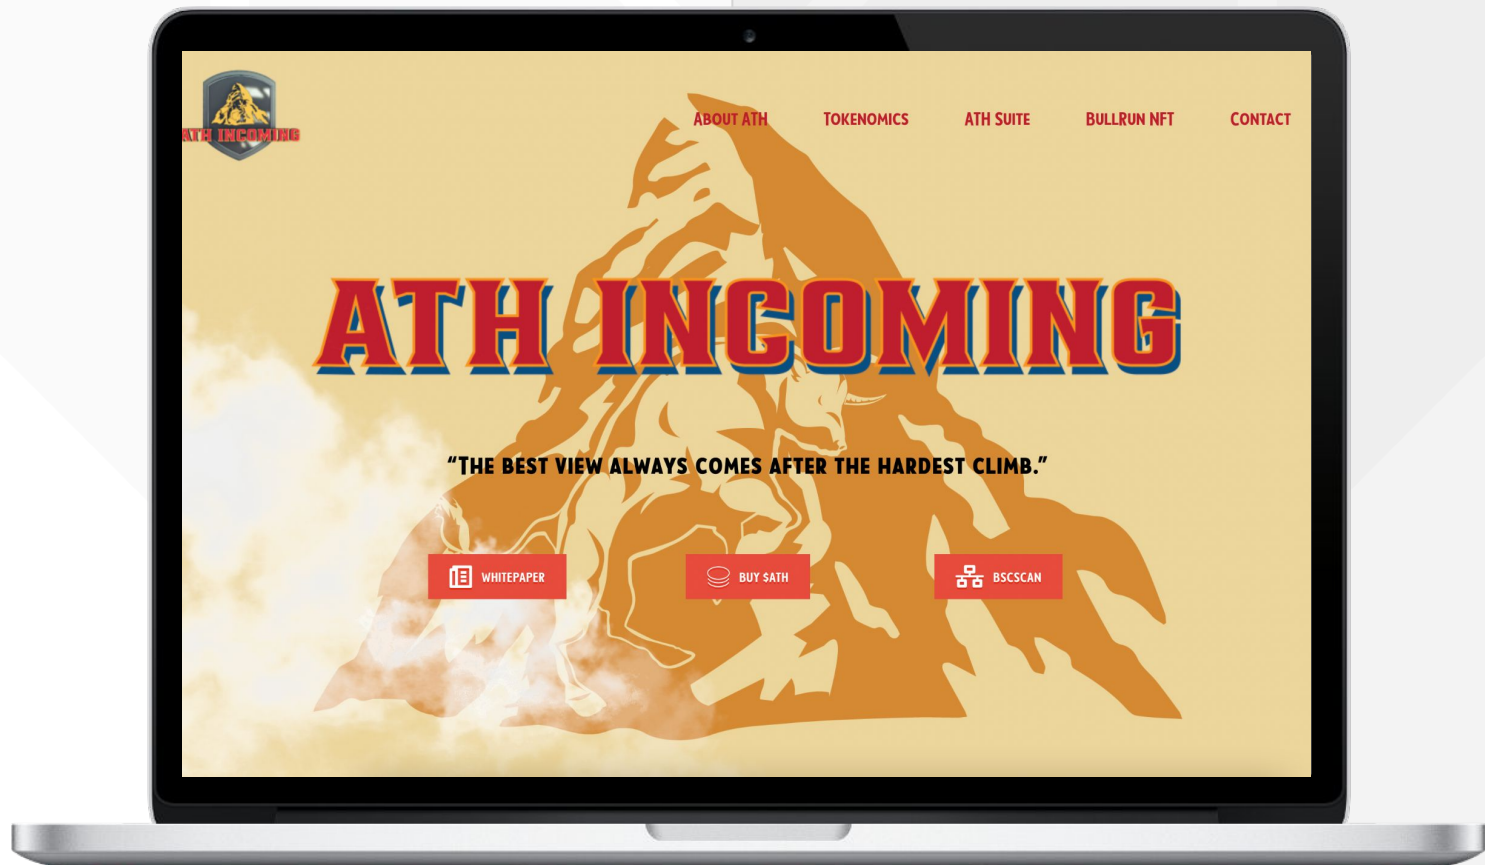 ATH INCOMING
ABOUT ATH TOKENOMICS ATH SUITE BULLRUN NFT CONTACT
ATH INCOMING
“THE BEST VIEW ALWAYS COMES AFTER THE HARDEST CLIMB.”
WHITEPAPER BUY $ATH BSCSCAN